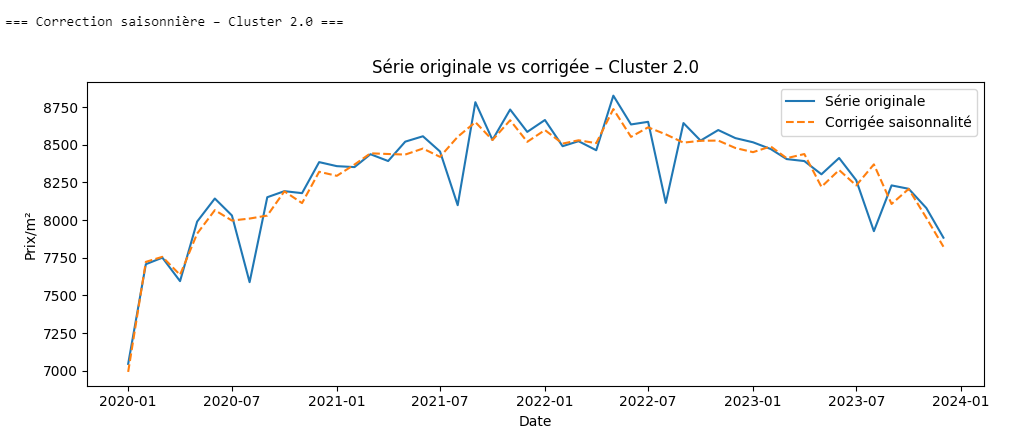 === Correction saisonnière – Cluster 2.0 ===
Série originale vs corrigée – Cluster 2.0
Série originale
Corrigée saisonnalité
Prix/m²
8750
8500
8250
8000
7750
7500
7250
7000
2020-01 2020-07 2021-01 2021-07 2022-01 2022-07 2023-01 2023-07 2024-01
Date